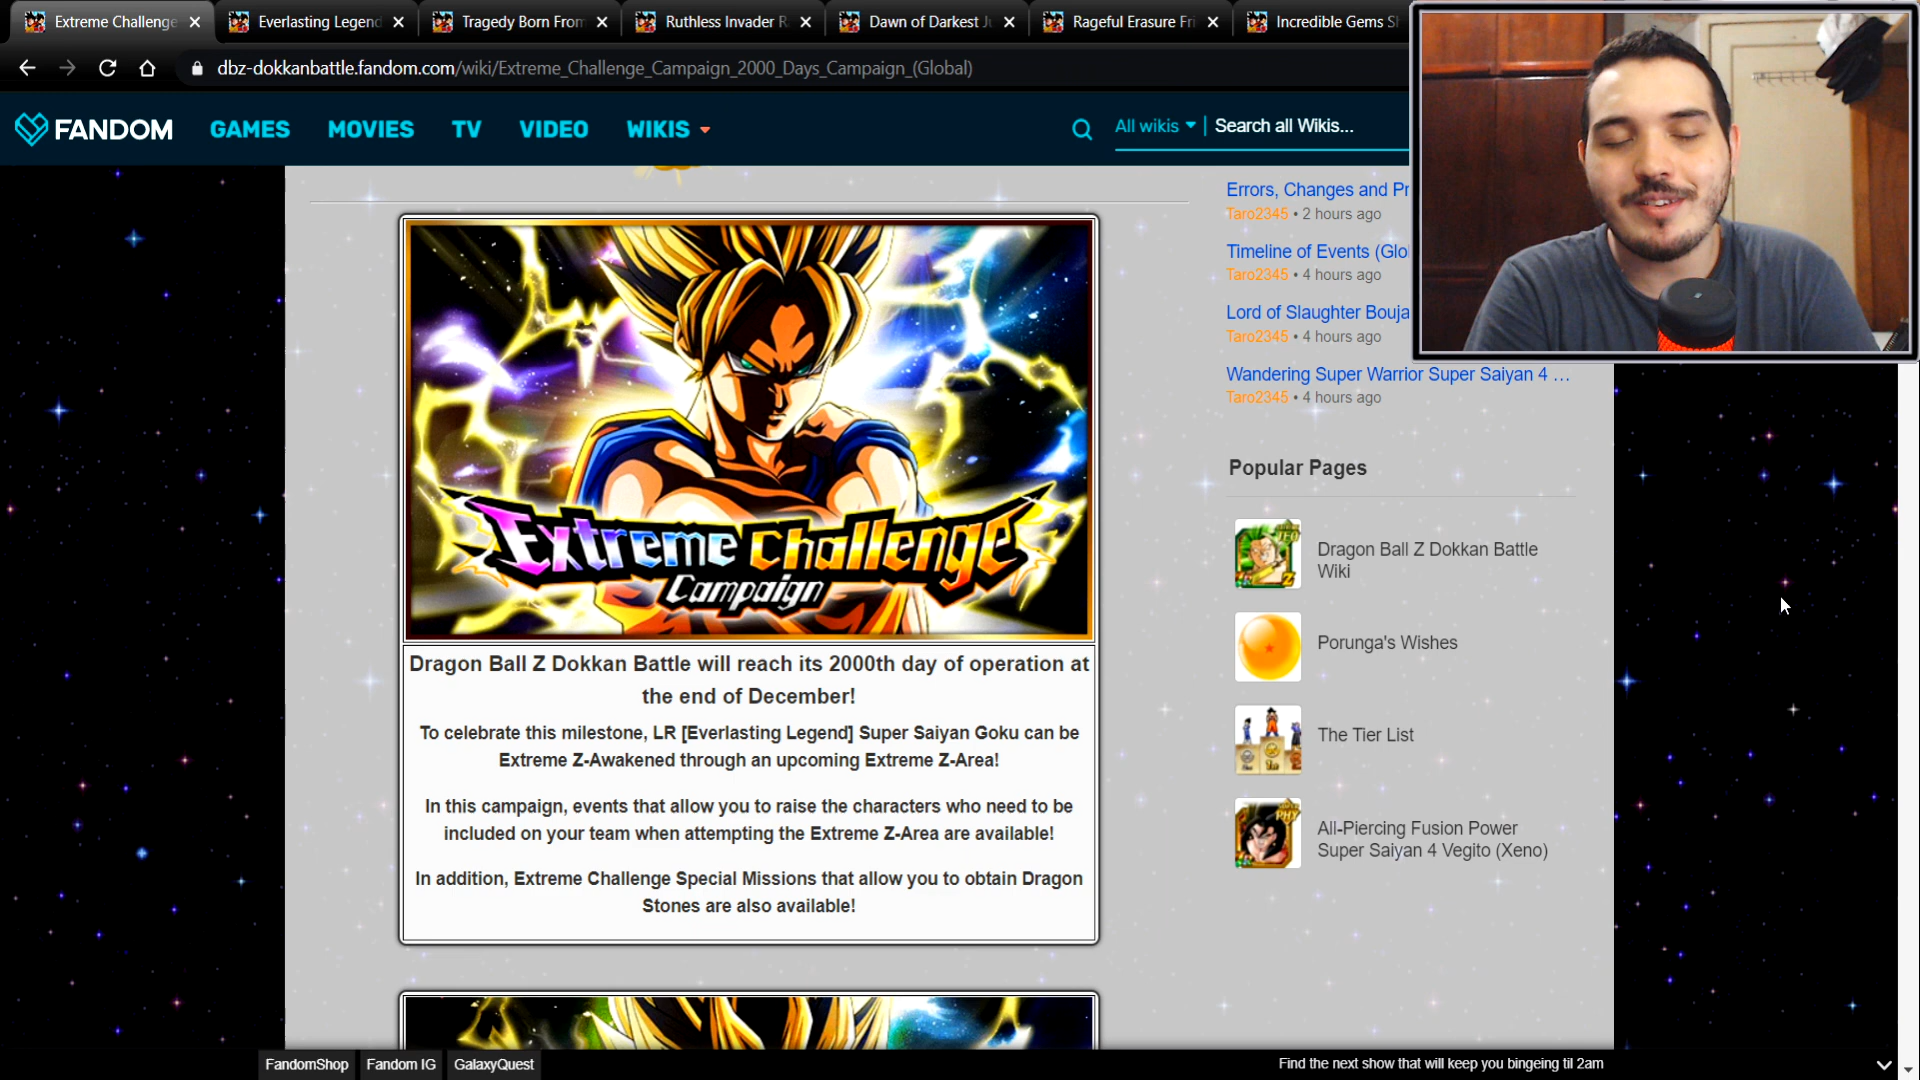 Extreme Challenge
Everlasting Legend
Tragedy Born From
Ruthless Invader R
Dawn of Darkest Ju
Rageful Erasure Fri
Incredible Gems Sh
dbz-dokkanbattle.fandom.com/wiki/Extreme_Challenge_Campaign_2000_Days_Campaign_(Global)
FANDOM
GAMES
MOVIES
TV
VIDEO
WIKIS
All wikis
Search all Wikis...
Errors, Changes and Pr
Taro2345 • 2 hours ago
Timeline of Events (Glo
Taro2345 • 4 hours ago
Lord of Slaughter Bouja
Taro2345 • 4 hours ago
Wandering Super Warrior Super Saiyan 4 ...
Taro2345 • 4 hours ago
Popular Pages
Dragon Ball Z Dokkan Battle
Wiki
Porunga's Wishes
The Tier List
All-Piercing Fusion Power
Super Saiyan 4 Vegito (Xeno)
Extreme Challenge
Campaign
Dragon Ball Z Dokkan Battle will reach its 2000th day of operation at
the end of December!
To celebrate this milestone, LR [Everlasting Legend] Super Saiyan Goku can be
Extreme Z-Awakened through an upcoming Extreme Z-Area!
In this campaign, events that allow you to raise the characters who need to be
included on your team when attempting the Extreme Z-Area are available!
In addition, Extreme Challenge Special Missions that allow you to obtain Dragon
Stones are also available!
FandomShop
Fandom IG
GalaxyQuest
Find the next show that will keep you bingeing til 2am